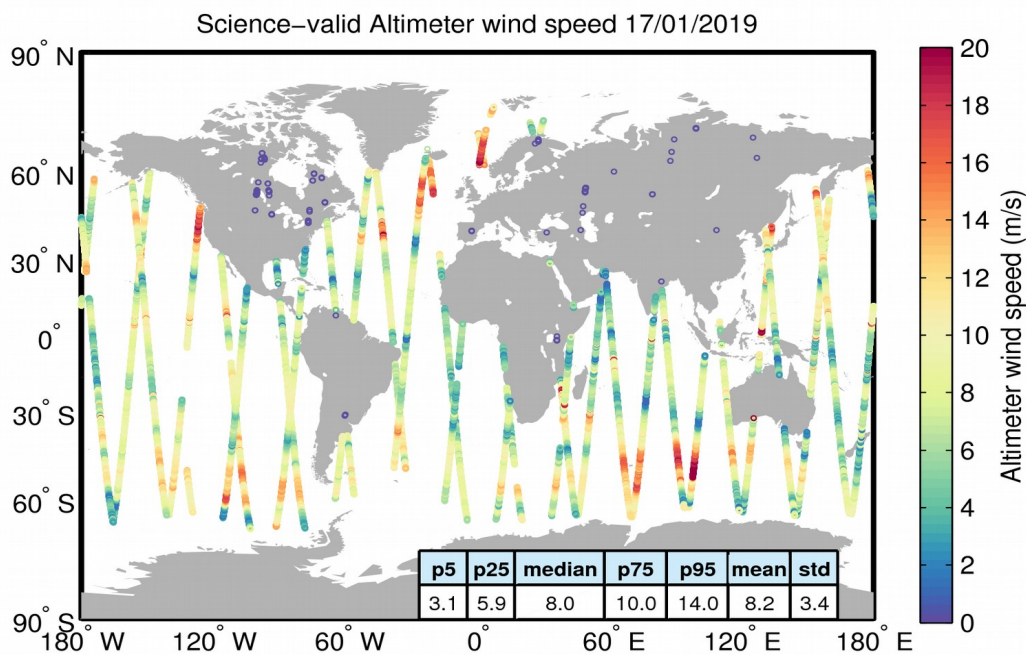 Science-valid Altimeter wind speed 17/01/2019
90° N
60° N
30° N
0°
30° S
60° S
90° S
180° W
120° W
60° W
0°
60° E
120° E
180° E
p5 p25 median p75 p95 mean std
3.1 5.9 8.0 10.0 14.0 8.2 3.4
20
18
16
14
12
10
8
6
4
2
0
Altimeter wind speed (m/s)